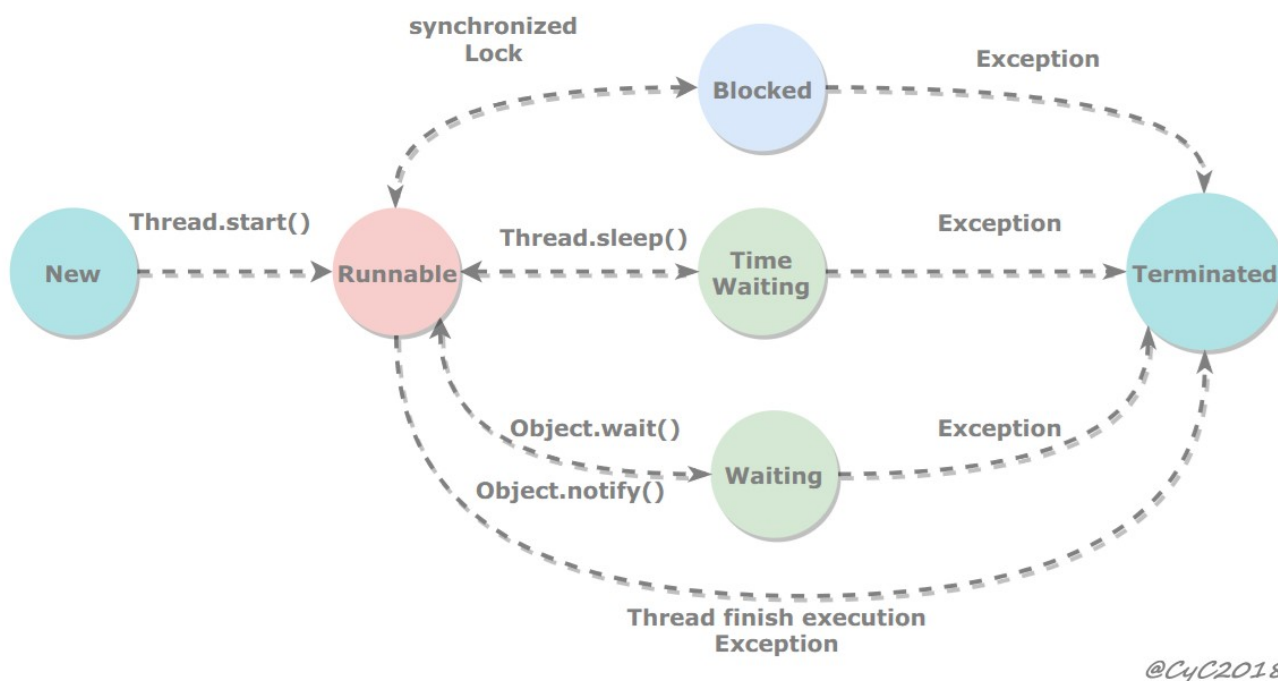 synchronized
Lock
Blocked
Exception
Thread.start()
Thread.sleep()
Exception
New
Runnable
Time
Waiting
Terminated
Object.wait()
Exception
Object.notify()
Waiting
Thread finish execution
Exception
@CyC2018